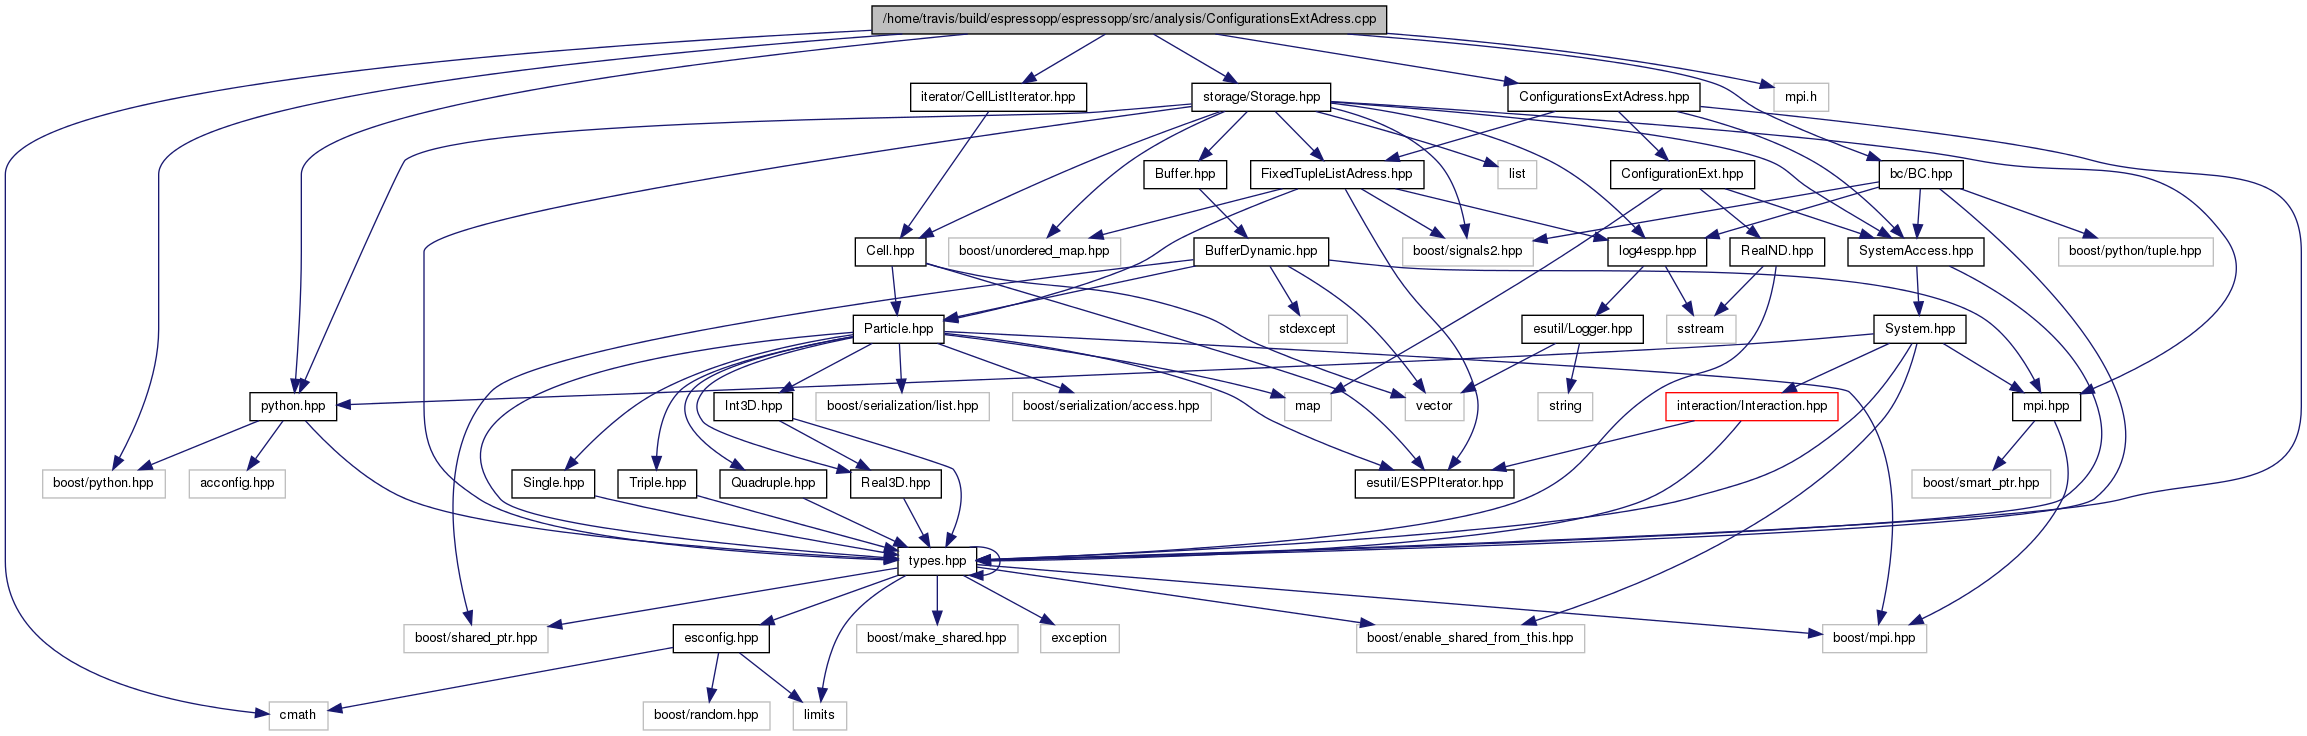 /home/travis/build/espressopp/espressopp/src/analysis/ConfigurationsExtAdress.cpp
iterator/CellListIterator.hpp
storage/Storage.hpp
ConfigurationsExtAdress.hpp
mpi.h
Buffer.hpp
FixedTupleListAdress.hpp
list
ConfigurationExt.hpp
bc/BC.hpp
Cell.hpp
boost/unordered_map.hpp
BufferDynamic.hpp
boost/signals2.hpp
log4espp.hpp
RealND.hpp
SystemAccess.hpp
boost/python/tuple.hpp
Particle.hpp
stdexcept
esutil/Logger.hpp
sstream
System.hpp
python.hpp
Int3D.hpp
boost/serialization/list.hpp
boost/serialization/access.hpp
map
vector
string
interaction/Interaction.hpp
mpi.hpp
boost/python.hpp
acconfig.hpp
Single.hpp
Triple.hpp
Quadruple.hpp
Real3D.hpp
esutil/ESPPIterator.hpp
boost/smart_ptr.hpp
types.hpp
boost/shared_ptr.hpp
esconfig.hpp
boost/make_shared.hpp
exception
boost/enable_shared_from_this.hpp
boost/mpi.hpp
cmath
boost/random.hpp
limits